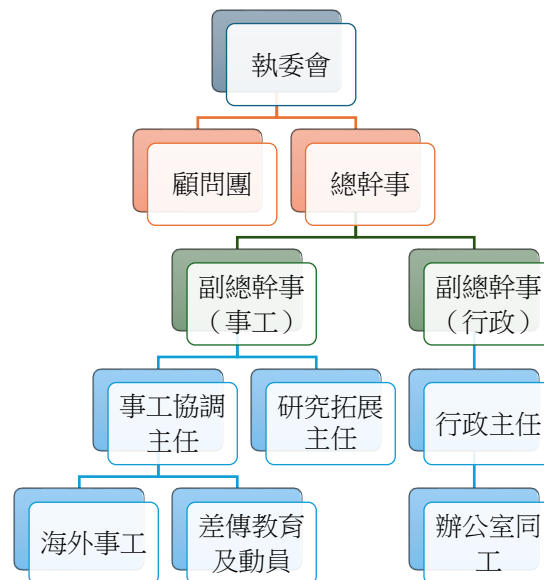 執委會
顧問團
總幹事
副總幹事
（事工）
副總幹事
（行政）
事工協調
主任
研究拓展
主任
行政主任
海外事工
差傳教育
及動員
辦公室同
工